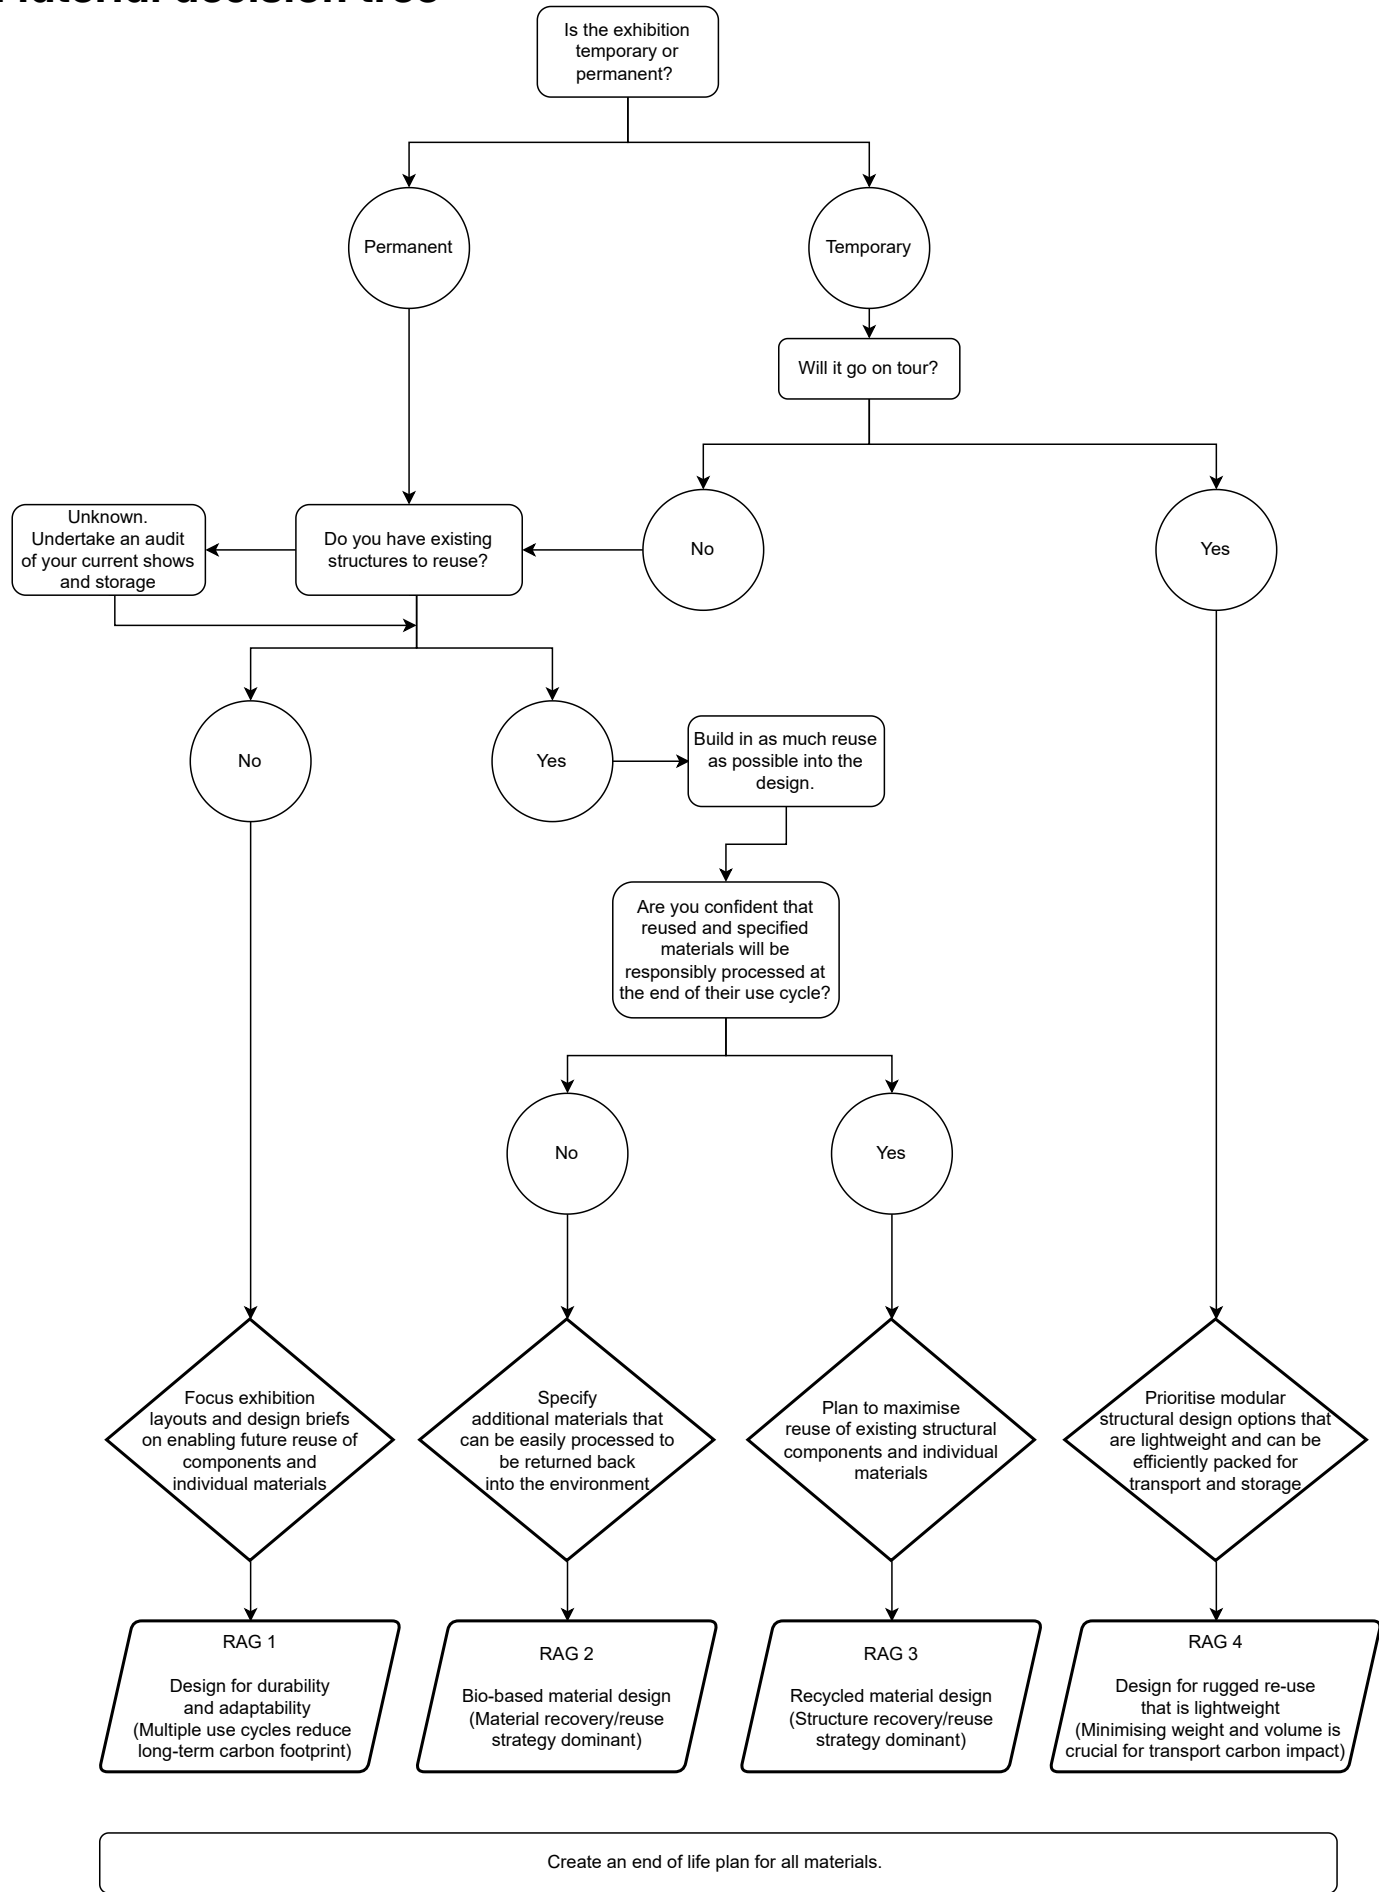 decision tree
Is the exhibition
temporary or
permanent?
Permanent
Temporary
Will it go on tour?
Unknown.
Undertake an audit
of your current shows
and storage
Do you have existing
structures to reuse?
No
Yes
No
Yes
Build in as much reuse
as possible into the
design.
Are you confident that
reused and specified
materials will be
responsibly processed at
the end of their use cycle?
No
Yes
Focus exhibition
layouts and design briefs
on enabling future reuse of
components and
individual materials
Specify
additional materials that
can be easily processed to
be returned back
into the environment
Plan to maximise
reuse of existing structural
components and individual
materials
Prioritise modular
structural design options that
are lightweight and can be
efficiently packed for
transport and storage
RAG 1
Design for durability
and adaptability
(Multiple use cycles reduce
long-term carbon footprint)
RAG 2
Bio-based material design
(Material recovery/reuse
strategy dominant)
RAG 3
Recycled material design
(Structure recovery/reuse
strategy dominant)
RAG 4
Design for rugged re-use
that is lightweight
(Minimising weight and volume is
crucial for transport carbon impact)
Create an end of life plan for all materials.